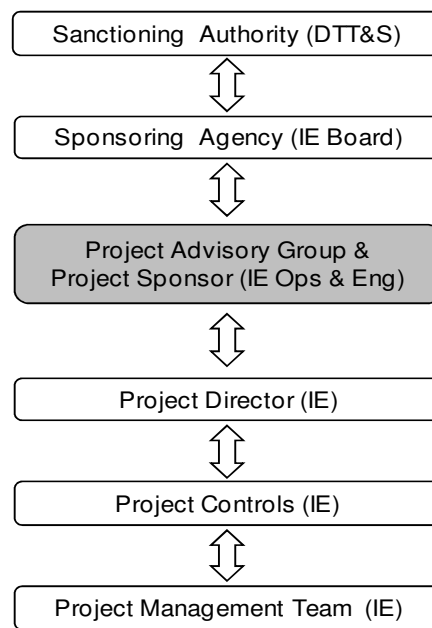 Sanctioning Authority (DTT&S)
Sponsoring Agency (IE Board)
Project Advisory Group &
Project Sponsor (IE Ops & Eng)
Project Director (IE)
Project Controls (IE)
Project Management Team (IE)